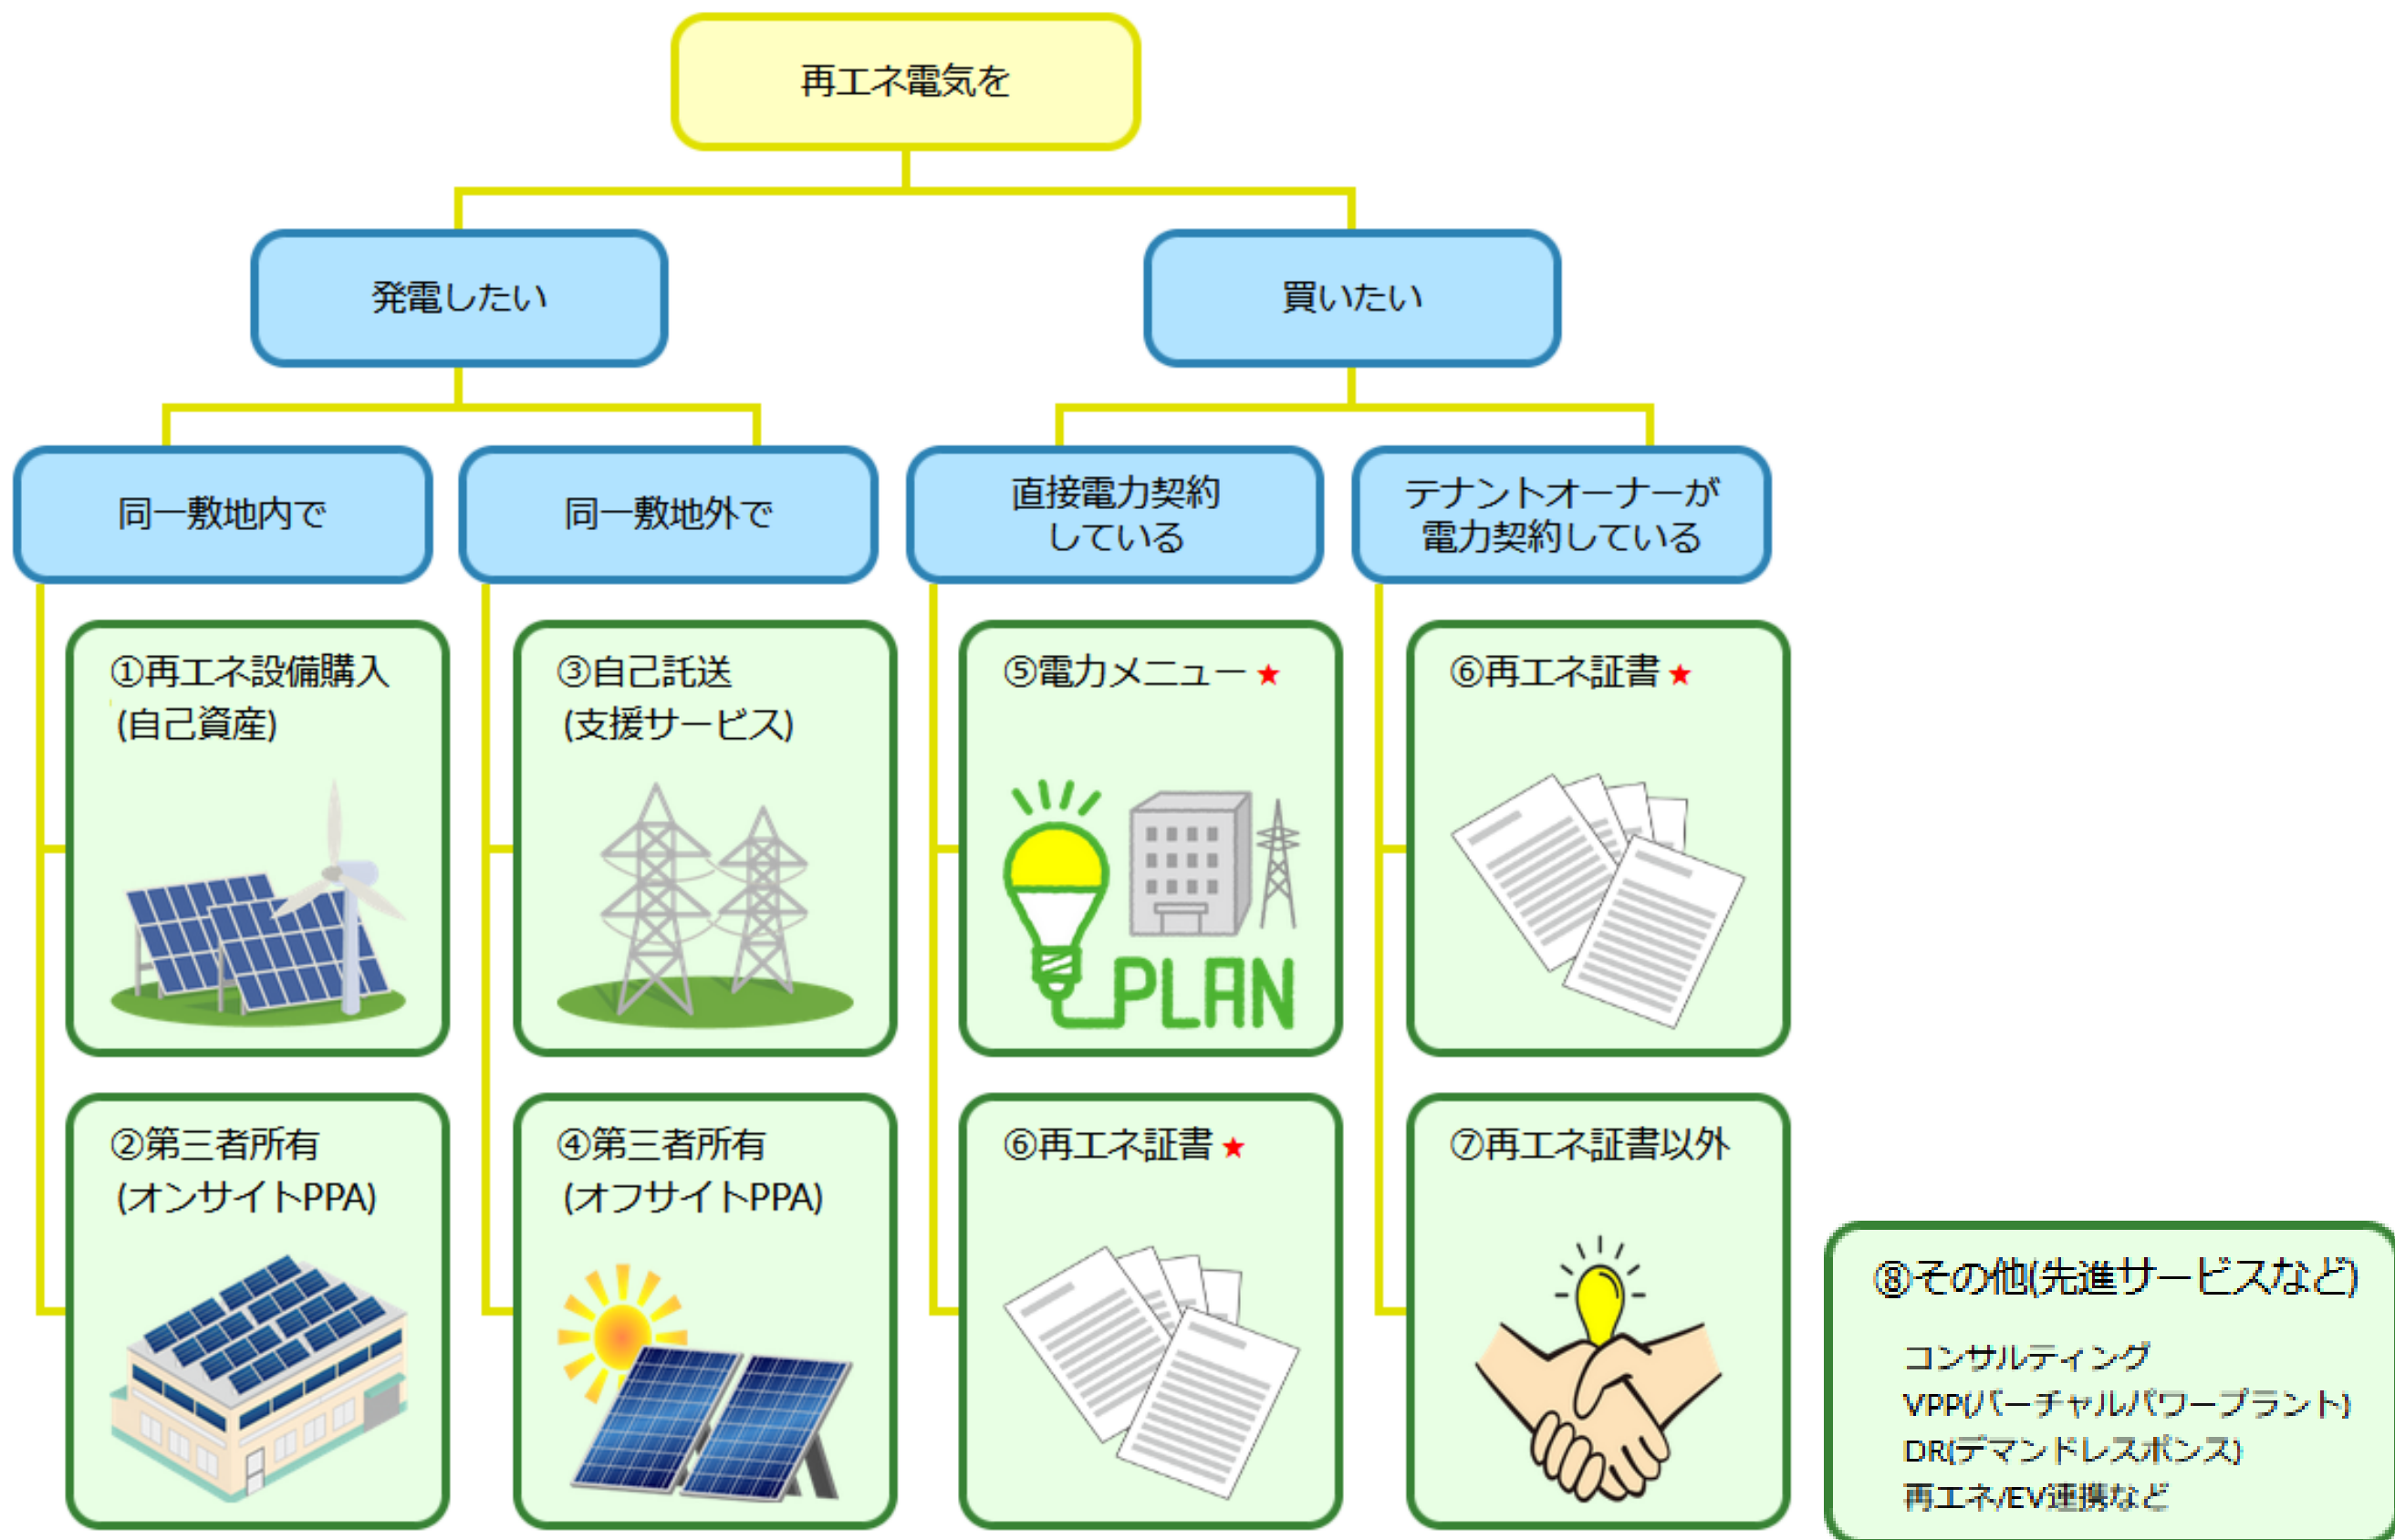 再エネ電気を
発電したい
買いたい
同一敷地内で
同一敷地外で
直接電力契約
している
テナントオーナーが
電力契約している
①再エネ設備購入
(自己資産)
③自己託送
(支援サービス)
⑤電力メニュー★
PLAN
⑥再エネ証書★
②第三者所有
(オンサイトPPA)
④第三者所有
(オフサイトPPA)
⑥再エネ証書★
⑦再エネ証書以外
⑧その他(先進サービスなど)
コンサルティング
VPP(バーチャルパワープラント)
DR(デマンドレスポンス)
再エネ/EV連携など